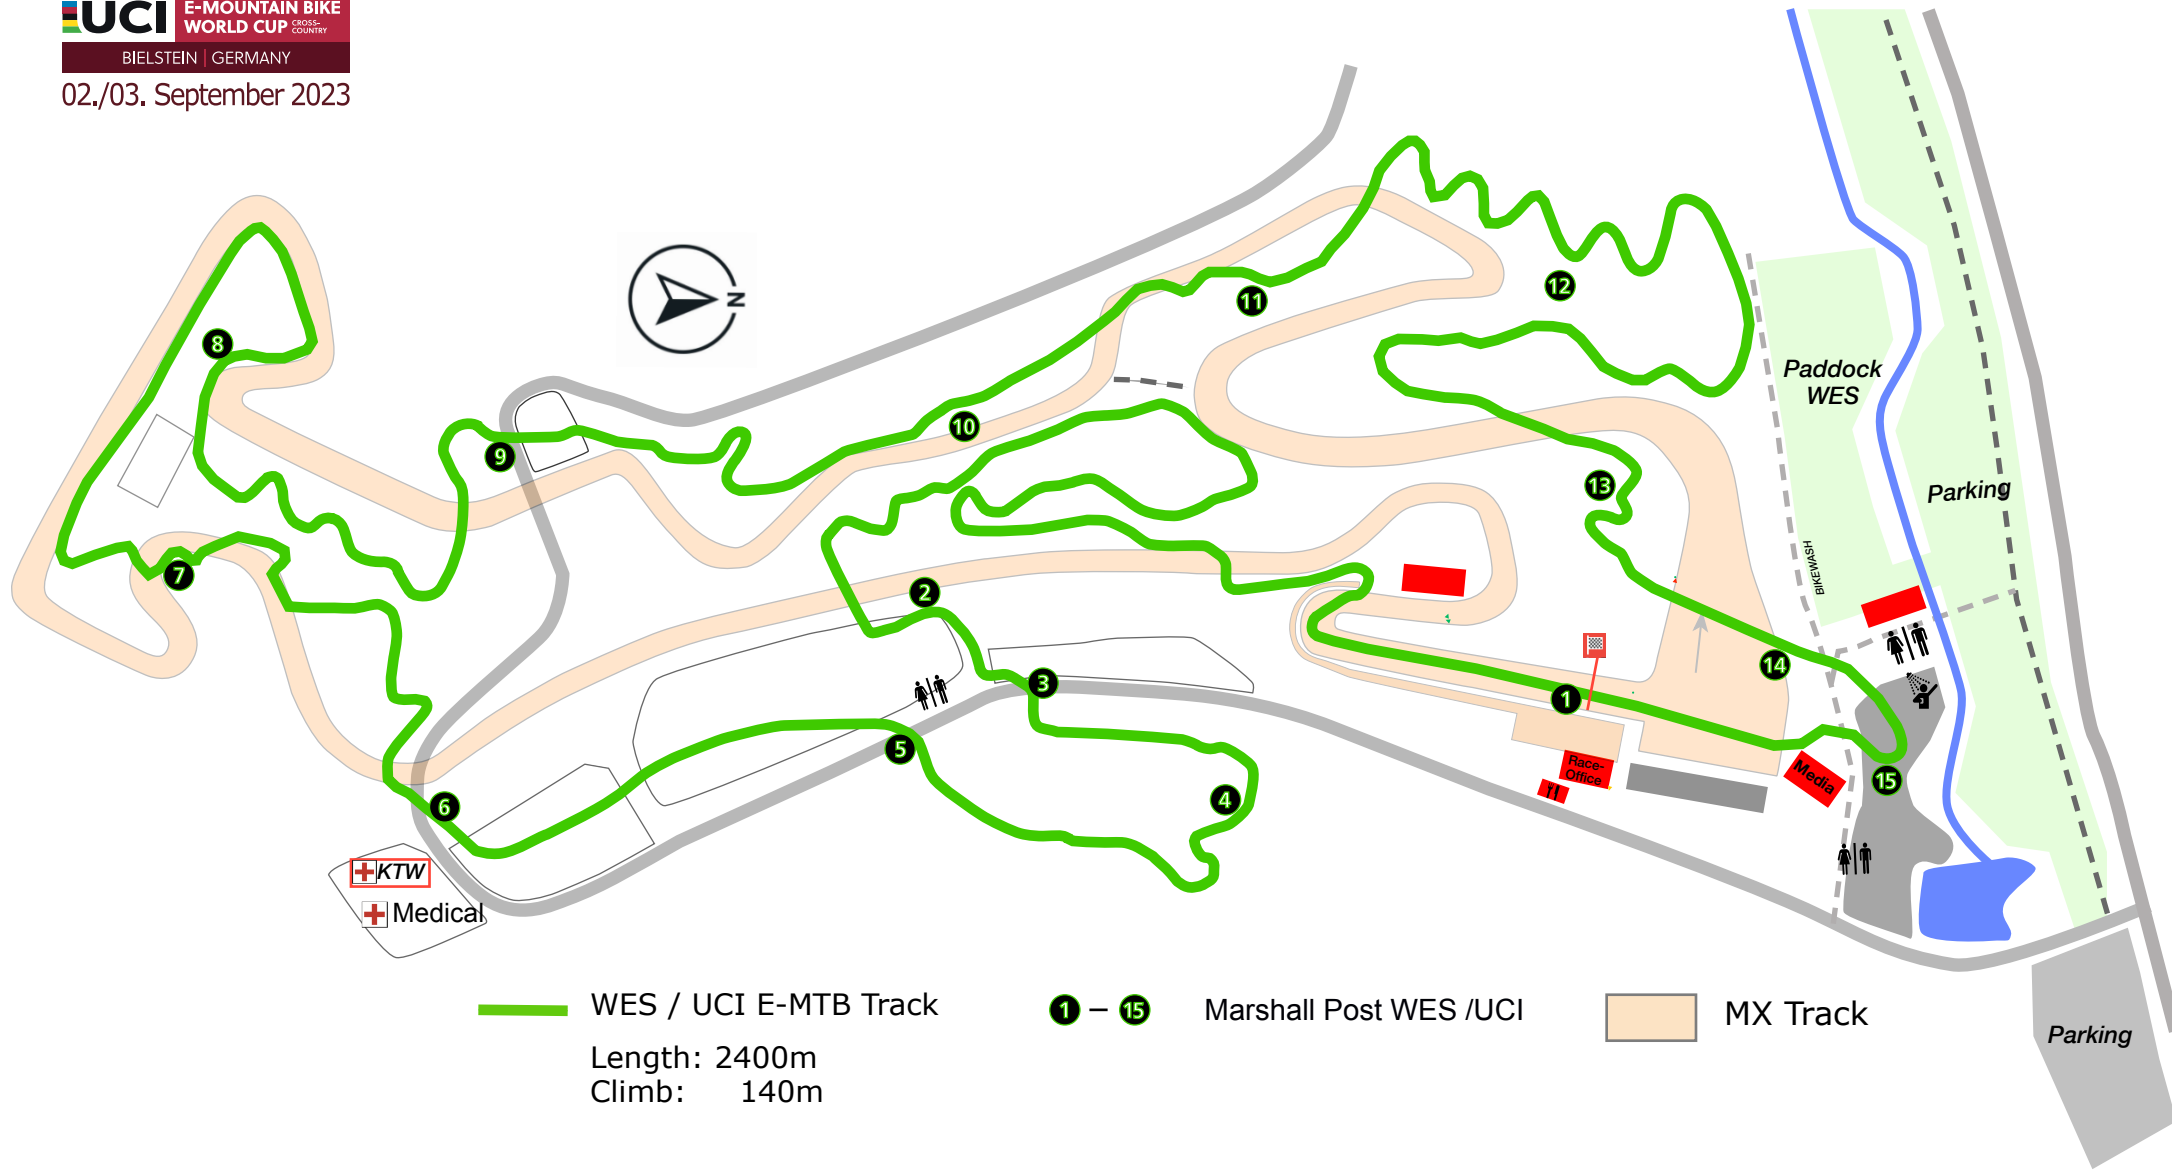 UCI
E-MOUNTAIN BIKE
WORLD CUP CROSS-COUNTRY
BIELSTEIN | GERMANY
02./03. September 2023
N
8
12
11
Paddock
WES
10
9
13
Parking
BIKEWASH
7
2
14
3
1
5
Race-
Office
Media
15
4
6
KTW
Medical
WES / UCI E-MTB Track
1 – 15
Marshall Post WES /UCI
MX Track
Length: 2400m
Climb: 140m
Parking